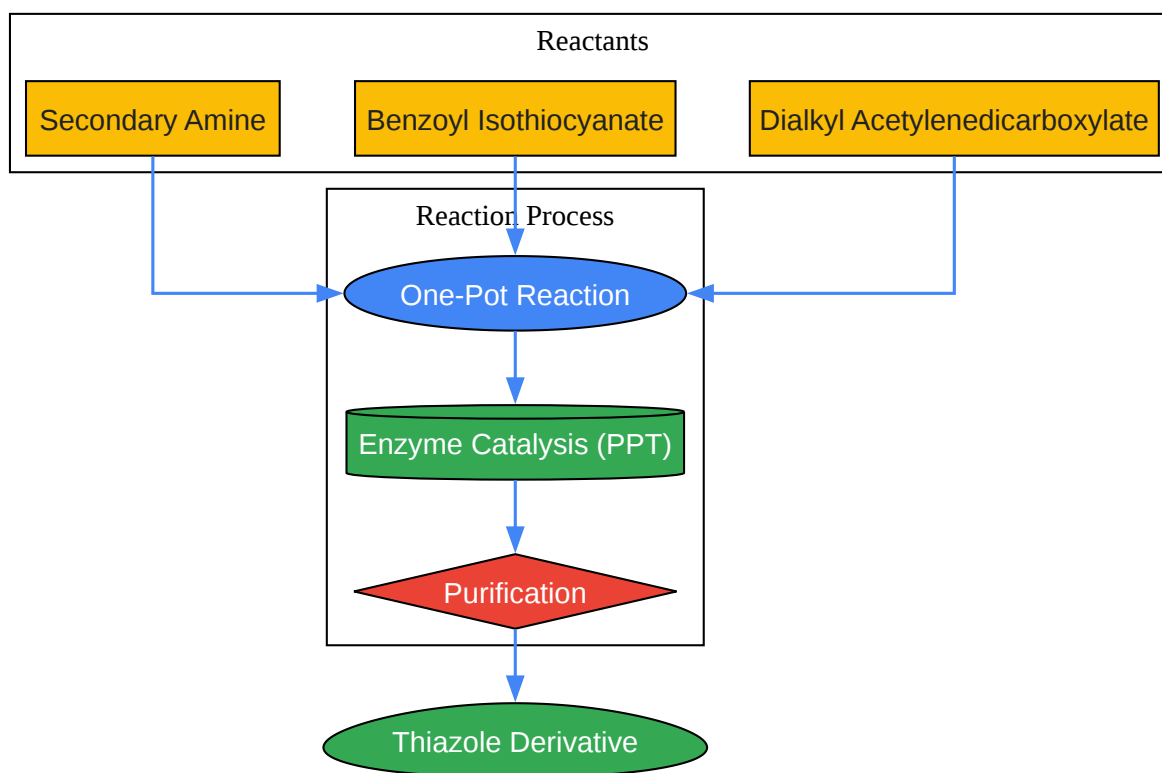 Reactants
Secondary Amine
Benzoyl Isothiocyanate
Dialkyl Acetylenedicarboxylate
Reaction Process
One-Pot Reaction
Enzyme Catalysis (PPT)
Purification
Thiazole Derivative